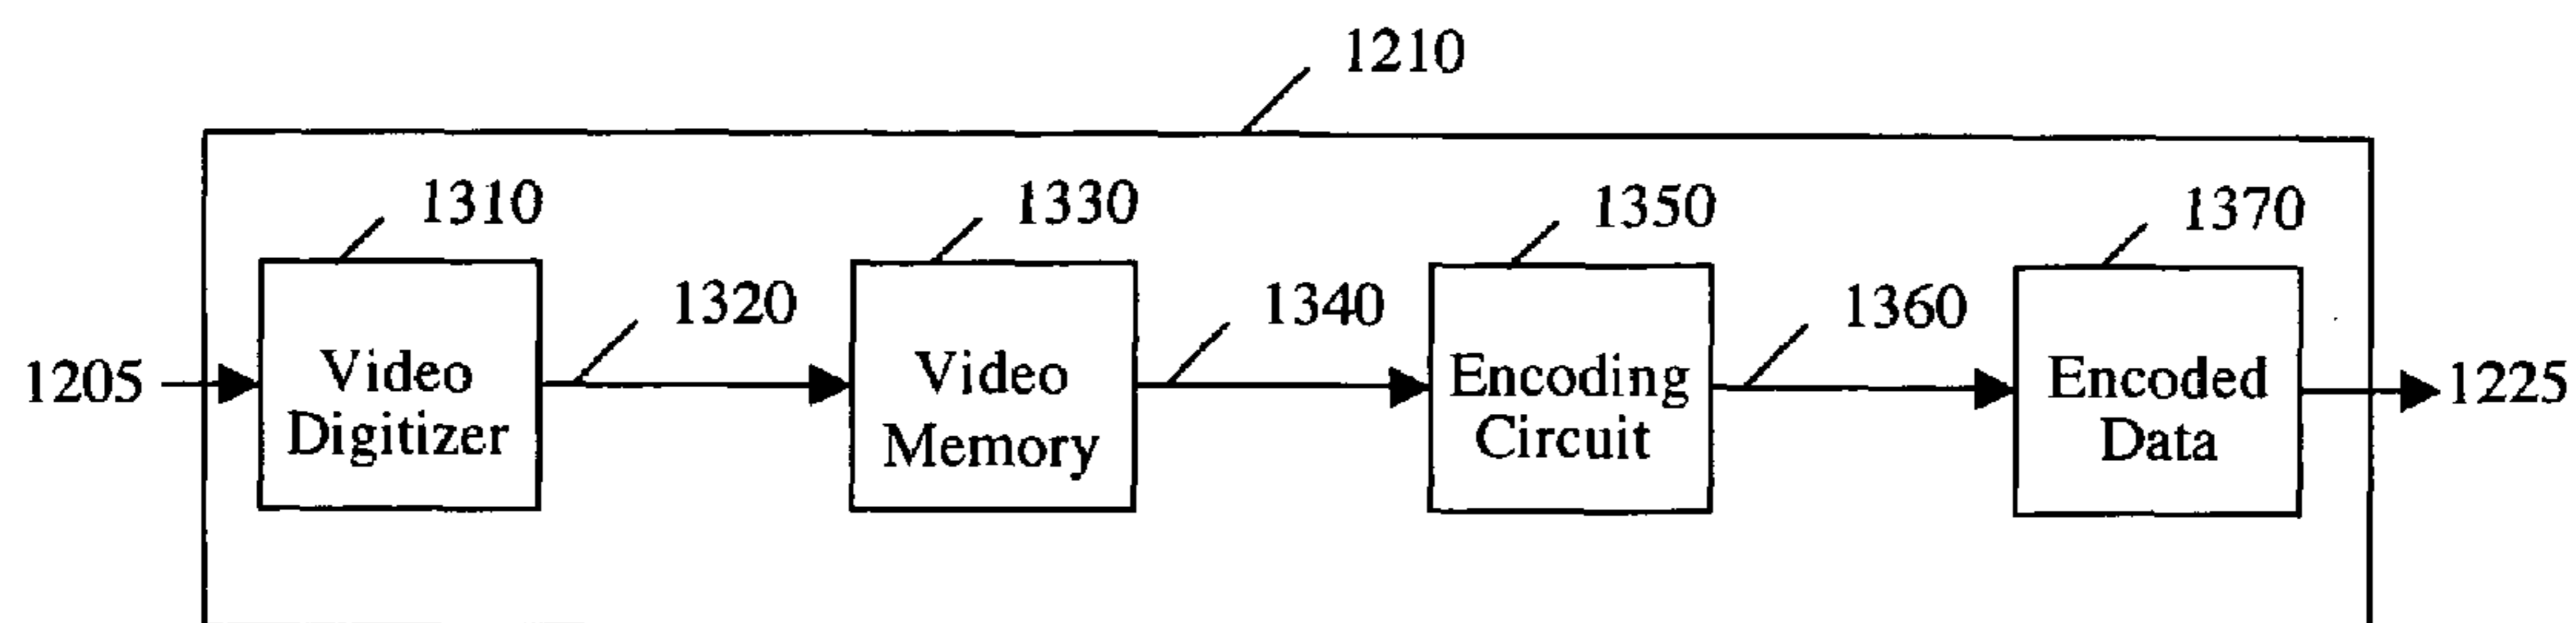 1210
1310
1330
1350
1370
1320
1340
1360
1205
Video
Digitizer
Video
Memory
Encoding
Circuit
Encoded
Data
1225